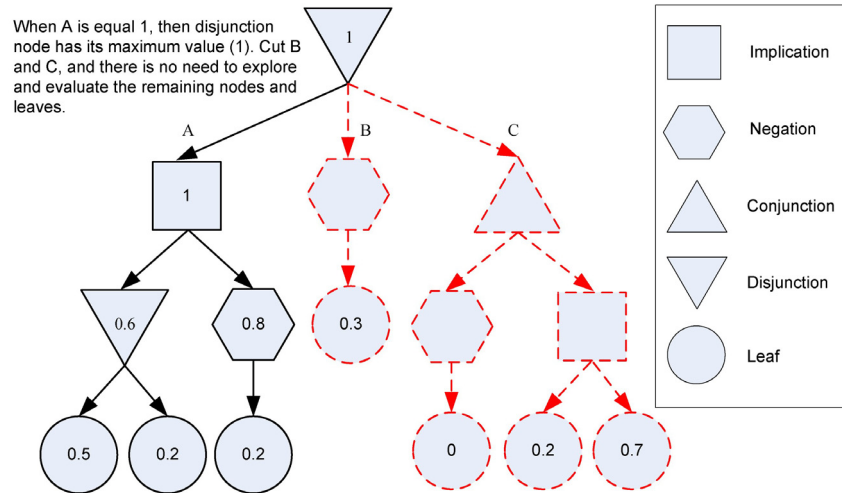 When A is equal 1, then disjunction
node has its maximum value (1). Cut B
and C, and there is no need to explore
and evaluate the remaining nodes and
leaves.
1
A
B
C
1
0.6
0.8
0.3
0.5
0.2
0.2
0
0.2
0.7
Implication
Negation
Conjunction
Disjunction
Leaf